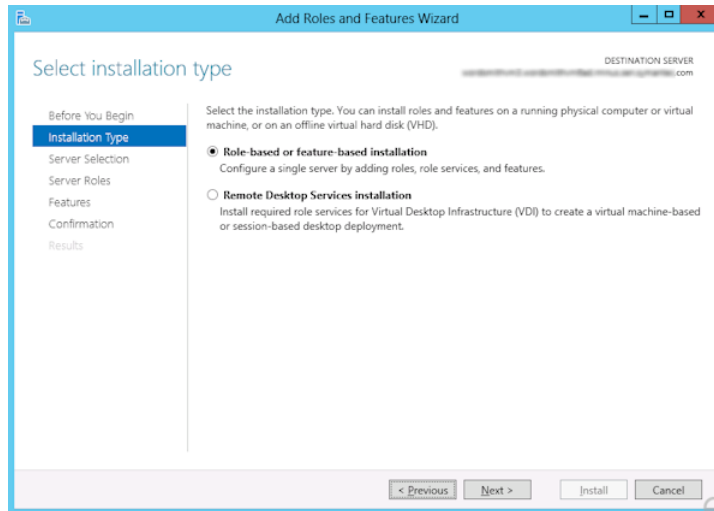 Add Roles and Features Wizard
Select installation type
DESTINATION SERVER
.com
Before You Begin
Installation Type
Server Selection
Server Roles
Features
Confirmation
Results
Select the installation type. You can install roles and features on a running physical computer or virtual
machine, or on an offline virtual hard disk (VHD).
Role-based or feature-based installation
Configure a single server by adding roles, role services, and features.
Remote Desktop Services installation
Install required role services for Virtual Desktop Infrastructure (VDI) to create a virtual machine-based
or session-based desktop deployment.
< Previous
Next >
Install
Cancel